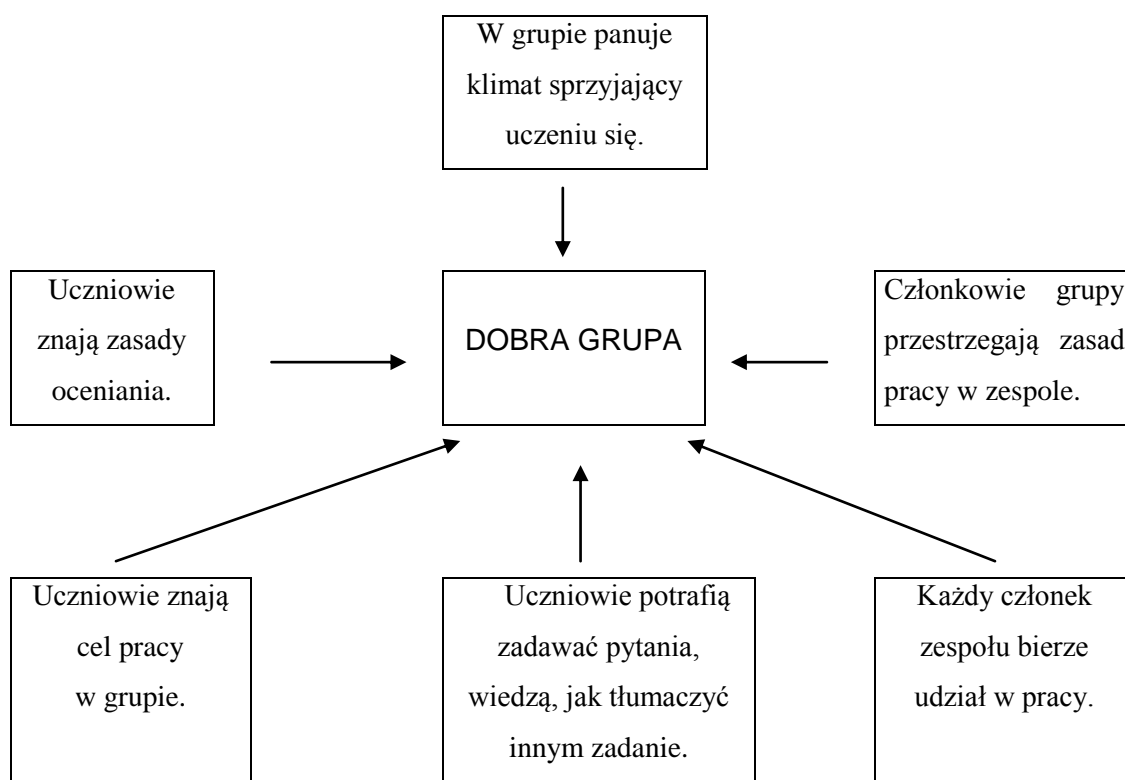 W grupie panuje
klimat sprzyjający
uczeniu się.
Uczniowie
znają zasady
oceniania.
DOBRA GRUPA
Członkowie grupy
przestrzegają zasad
pracy w zespole.
Uczniowie znają
cel pracy
w grupie.
Uczniowie potrafią
zadawać pytania,
wiedzą, jak tłumaczyć
innym zadanie.
Każdy członek
zespołu bierze
udział w pracy.